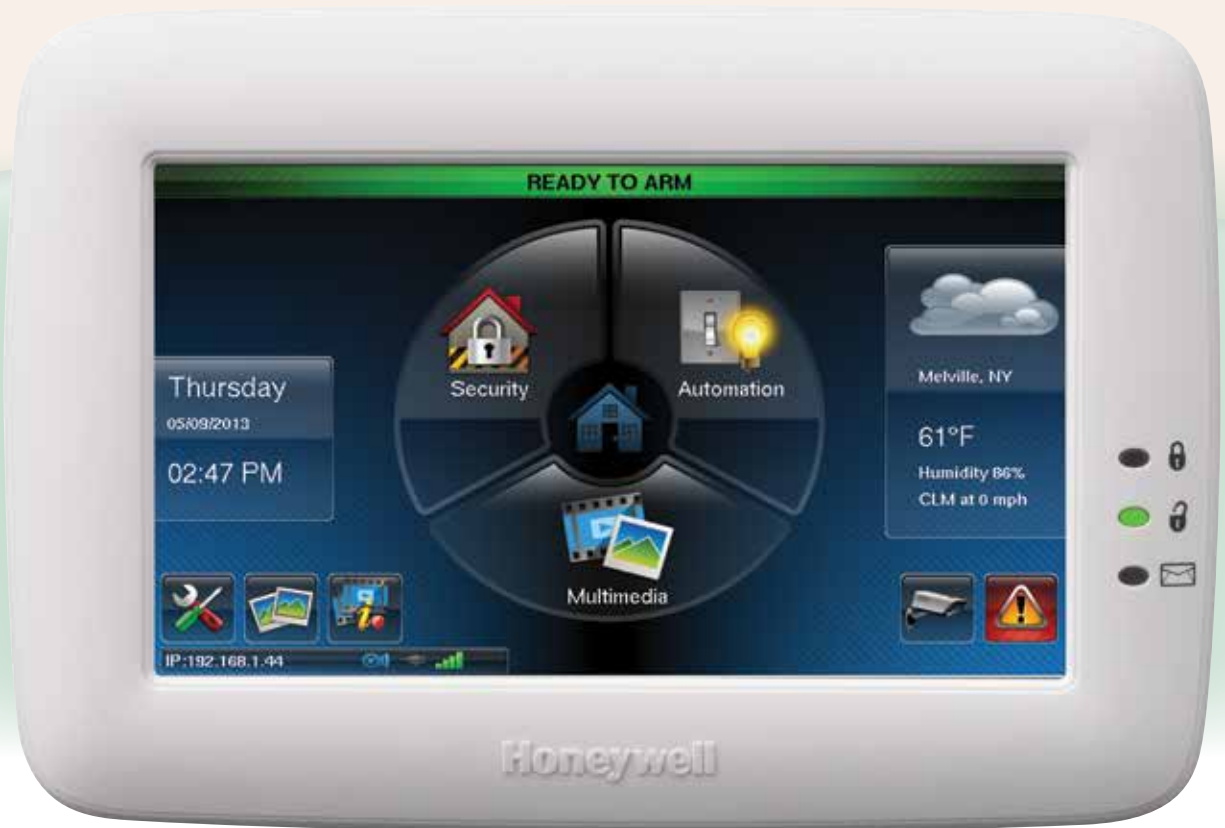 READY TO ARM
Thursday
05/09/2013
02:47 PM
Security
Automation
Multimedia
Melville, NY
61°F
Humidity 86%
CLM at 0 mph
IP:192.168.1.44
Honeywell